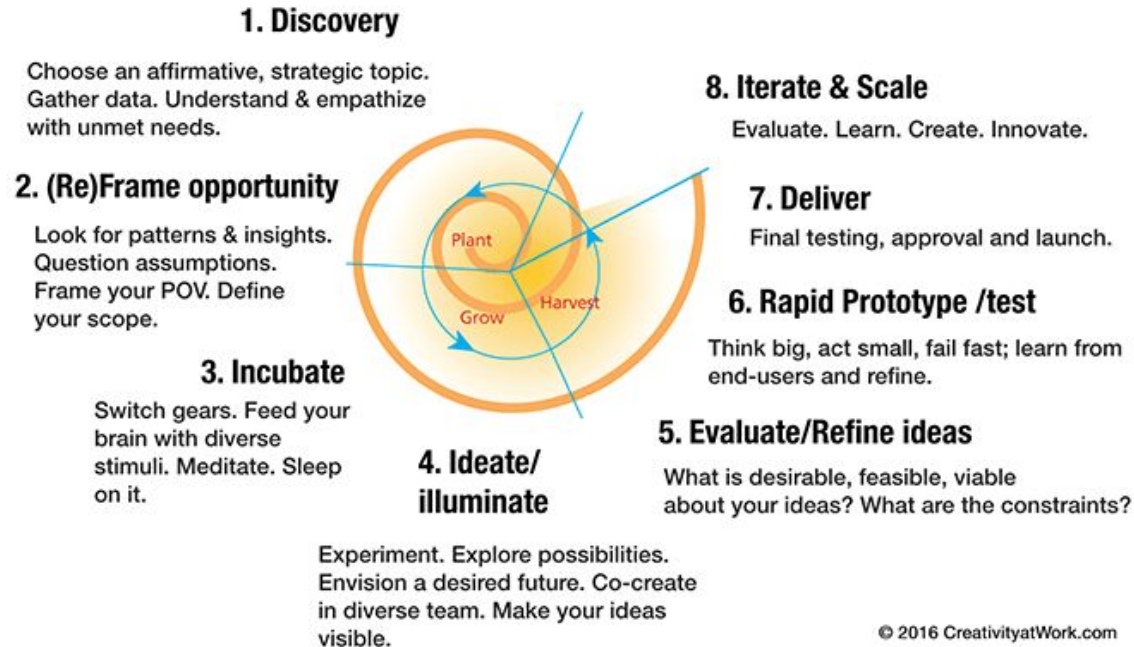 1. Discovery
Choose an affirmative, strategic topic.
Gather data. Understand & empathize
with unmet needs.
2. (Re)Frame opportunity
Look for patterns & insights.
Question assumptions.
Frame your POV. Define
your scope.
3. Incubate
Switch gears. Feed your
brain with diverse
stimuli. Meditate. Sleep
on it.
4. Ideate/
illuminate
Experiment. Explore possibilities.
Envision a desired future. Co-create
in diverse team. Make your ideas
visible.
5. Evaluate/Refine ideas
What is desirable, feasible, viable
about your ideas? What are the constraints?
6. Rapid Prototype /test
Think big, act small, fail fast; learn from
end-users and refine.
7. Deliver
Final testing, approval and launch.
8. Iterate & Scale
Evaluate. Learn. Create. Innovate.
Plant
Grow
Harvest
© 2016 CreativityatWork.com